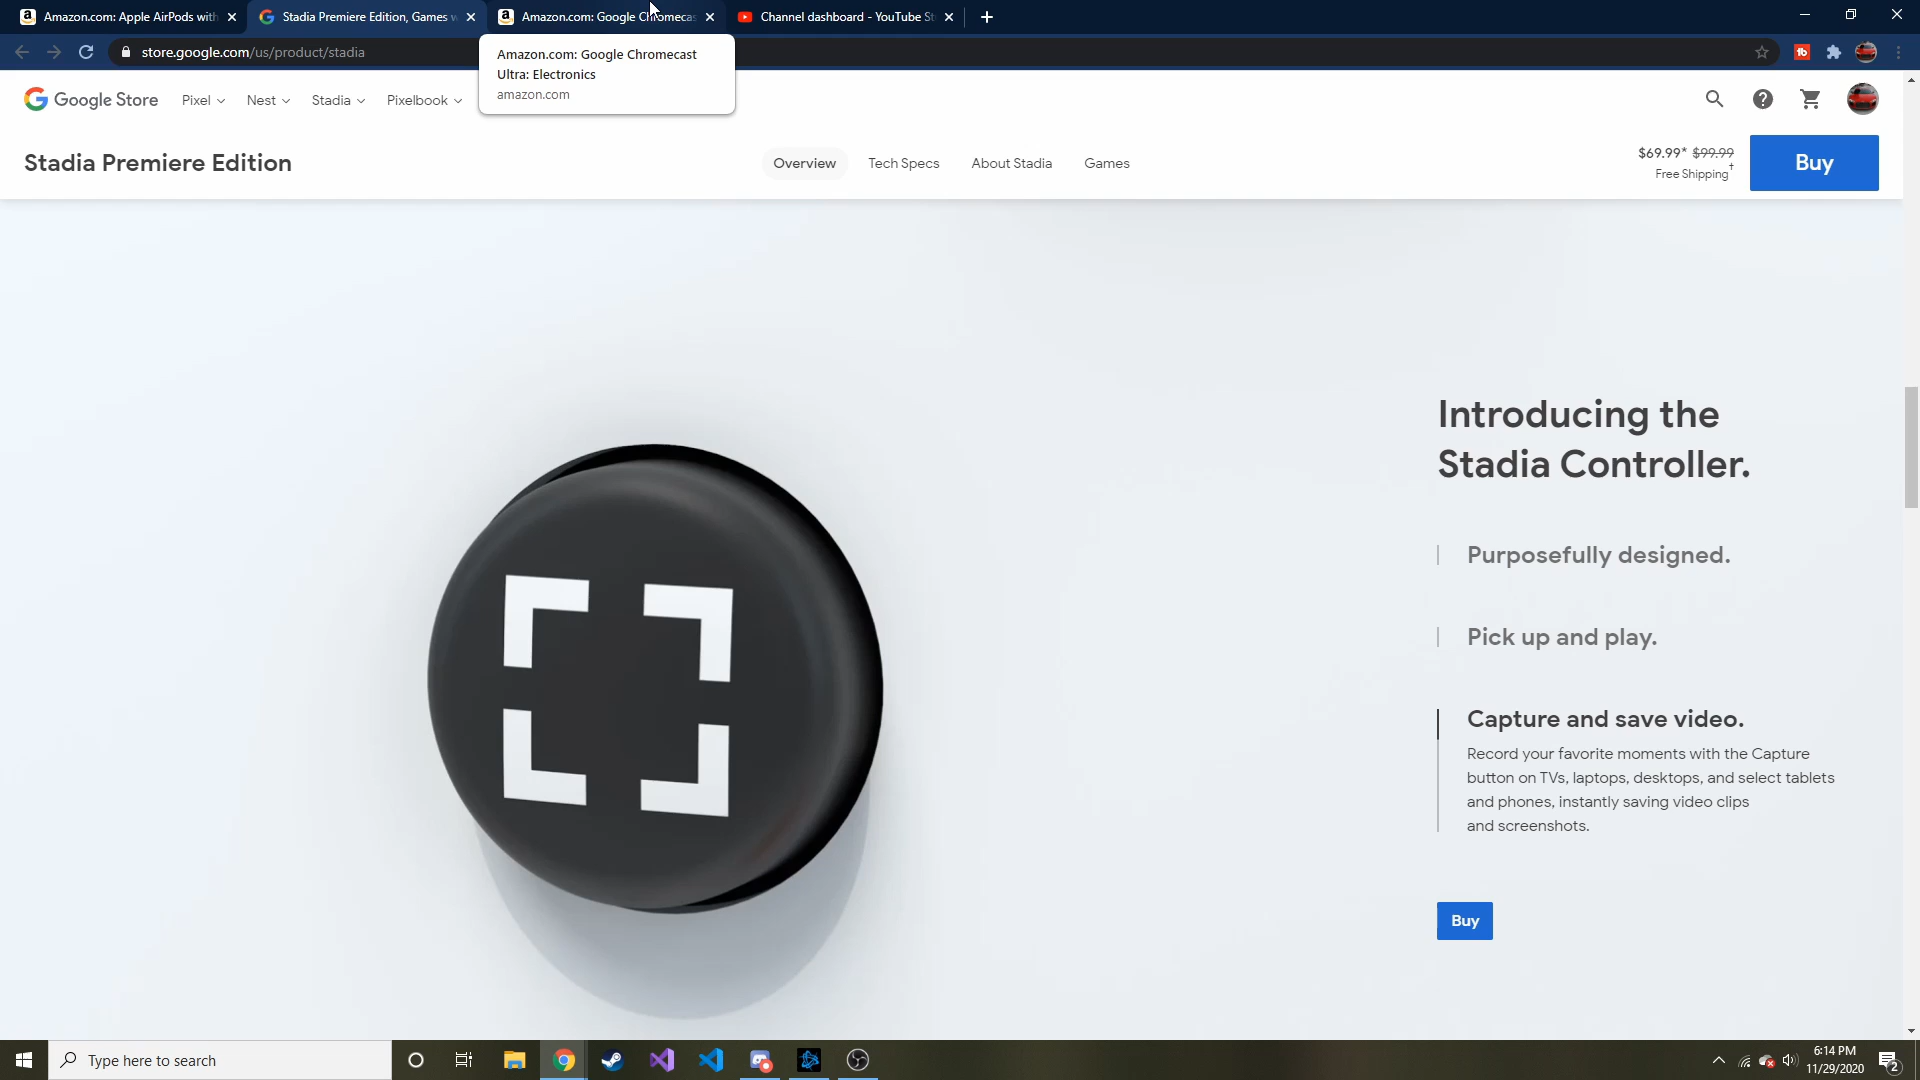 Amazon.com: Apple AirPods with
Stadia Premiere Edition, Games w
Amazon.com: Google Chromecas
Channel dashboard - YouTube St
store.google.com/us/product/stadia
Amazon.com: Google Chromecast
Ultra: Electronics
amazon.com
Google Store
Pixel
Nest
Stadia
Pixelbook
Stadia Premiere Edition
Overview
Tech Specs
About Stadia
Games
$69.99* $99.99
Free Shipping†
Buy
Introducing the
Stadia Controller.
Purposefully designed.
Pick up and play.
Capture and save video.
Record your favorite moments with the Capture
button on TVs, laptops, desktops, and select tablets
and phones, instantly saving video clips
and screenshots.
Buy
Type here to search
6:14 PM
11/29/2020
2